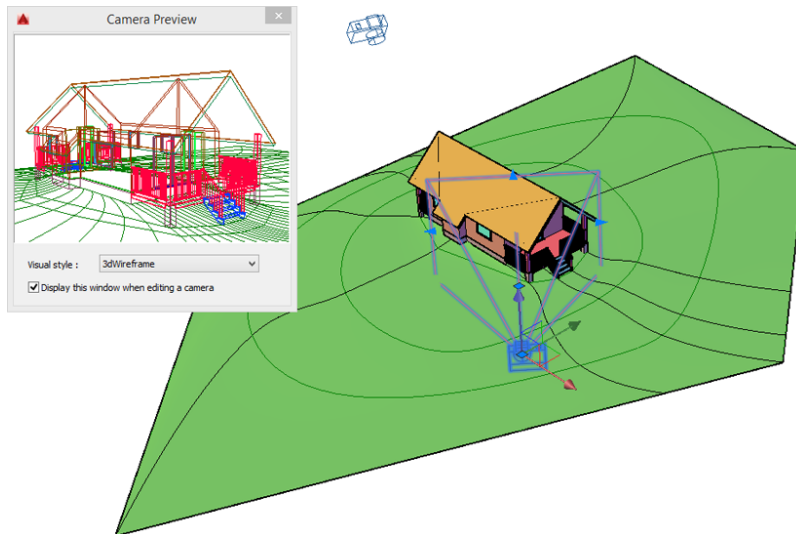 Camera Preview
Visual style :
3dWireframe
Display this window when editing a camera